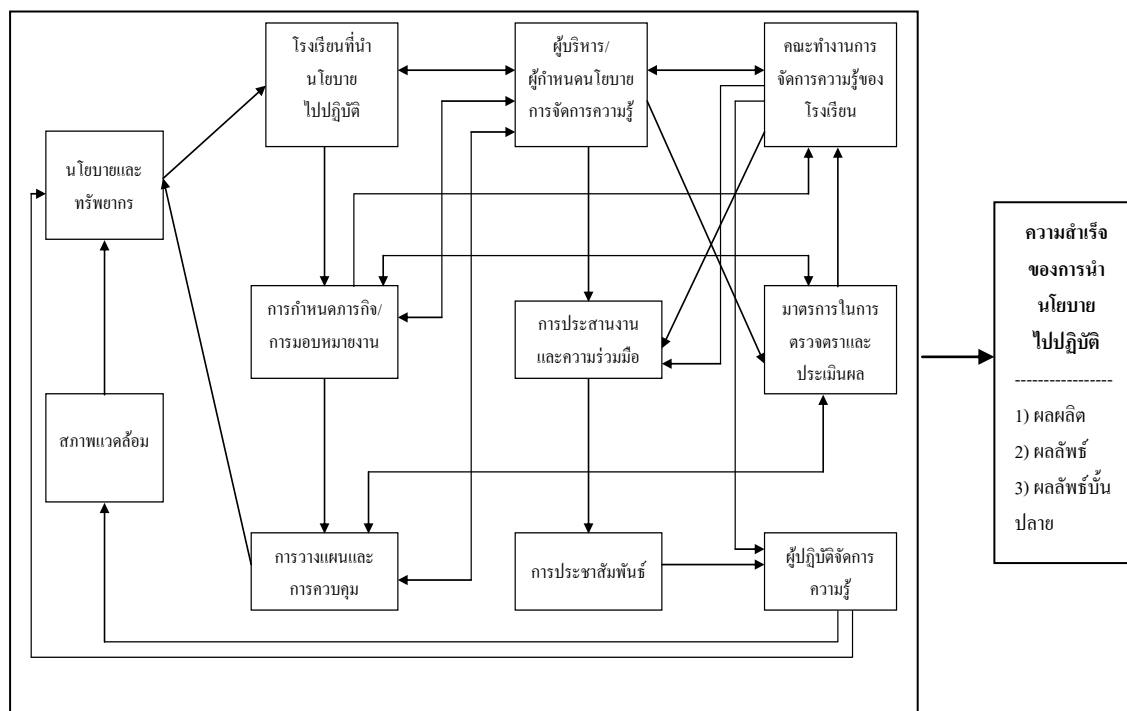 โรงเรียนที่นำ
นโยบาย
ไปปฏิบัติ
ผู้บริหาร/
ผู้กำหนดนโยบาย
การจัดการความรู้
คณะทำงานการ
จัดการความรู้ของ
โรงเรียน
นโยบายและ
ทรัพยากร
การกำหนดภารกิจ/
การมอบหมายงาน
การประสานงาน
และความร่วมมือ
มาตรการในการ
ตรวจตราและ
ประเมินผล
สภาพแวดล้อม
การวางแผนและ
การควบคุม
การประชาสัมพันธ์
ผู้ปฏิบัติจัดการ
ความรู้
ความสำเร็จ
ของการนำ
นโยบาย
ไปปฏิบัติ
-----------------
1) ผลผลิต
2) ผลลัพธ์
3) ผลลัพธ์บั้น
ปลาย